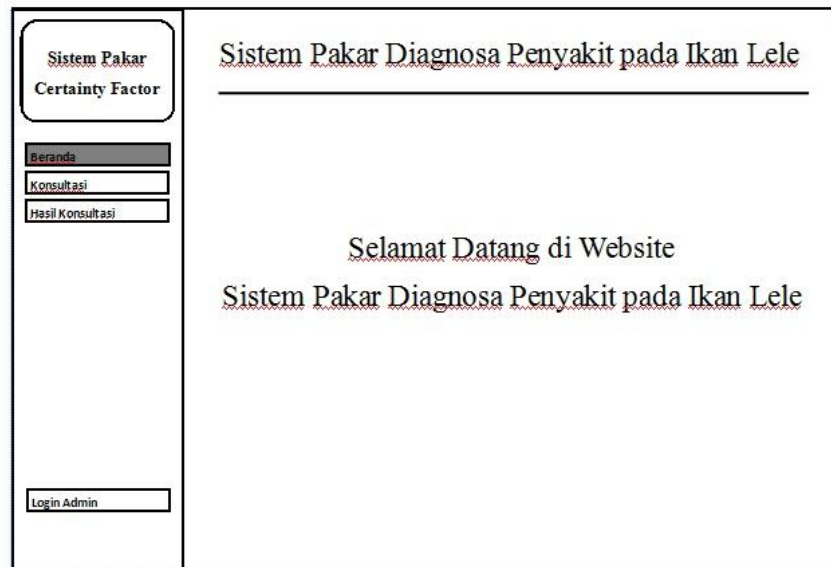 Sistem Pakar
Certainty Factor
Beranda
Konsultasi
Hasil Konsultasi
Login Admin
Sistem Pakar Diagnosa Penyakit pada Ikan Lele
Selamat Datang di Website
Sistem Pakar Diagnosa Penyakit pada Ikan Lele